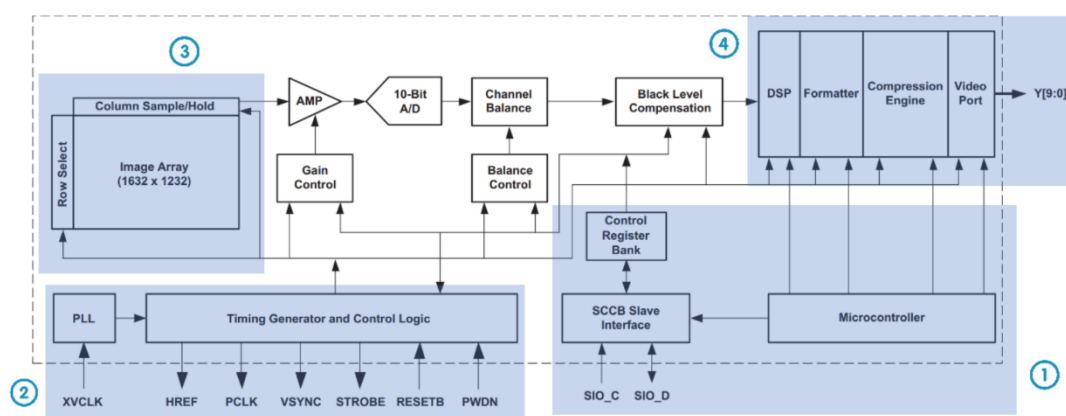 3
4
Column Sample/Hold
Row Select
Image Array
(1632 x 1232)
AMP
10-Bit
A/D
Channel
Balance
Black Level
Compensation
DSP
Formatter
Compression
Engine
Video
Port
Y[9:0]
Gain
Control
Balance
Control
Control
Register
Bank
PLL
Timing Generator and Control Logic
SCCB Slave
Interface
Microcontroller
2
XVCLK
HREF
PCLK
VSYNC
STROBE
RESETB
PWDN
SIO_C
SIO_D
1